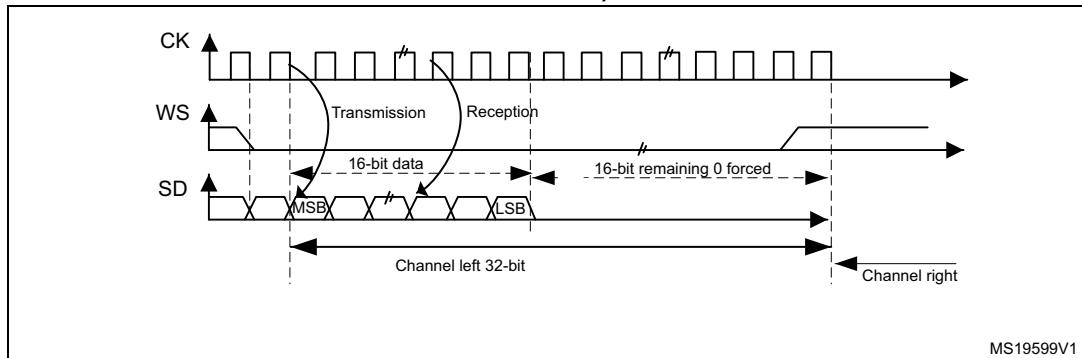 CK
Transmission
Reception
WS
16-bit data
16-bit remaining 0 forced
SD
MSB
LSB
Channel left 32-bit
Channel right
MS19599V1